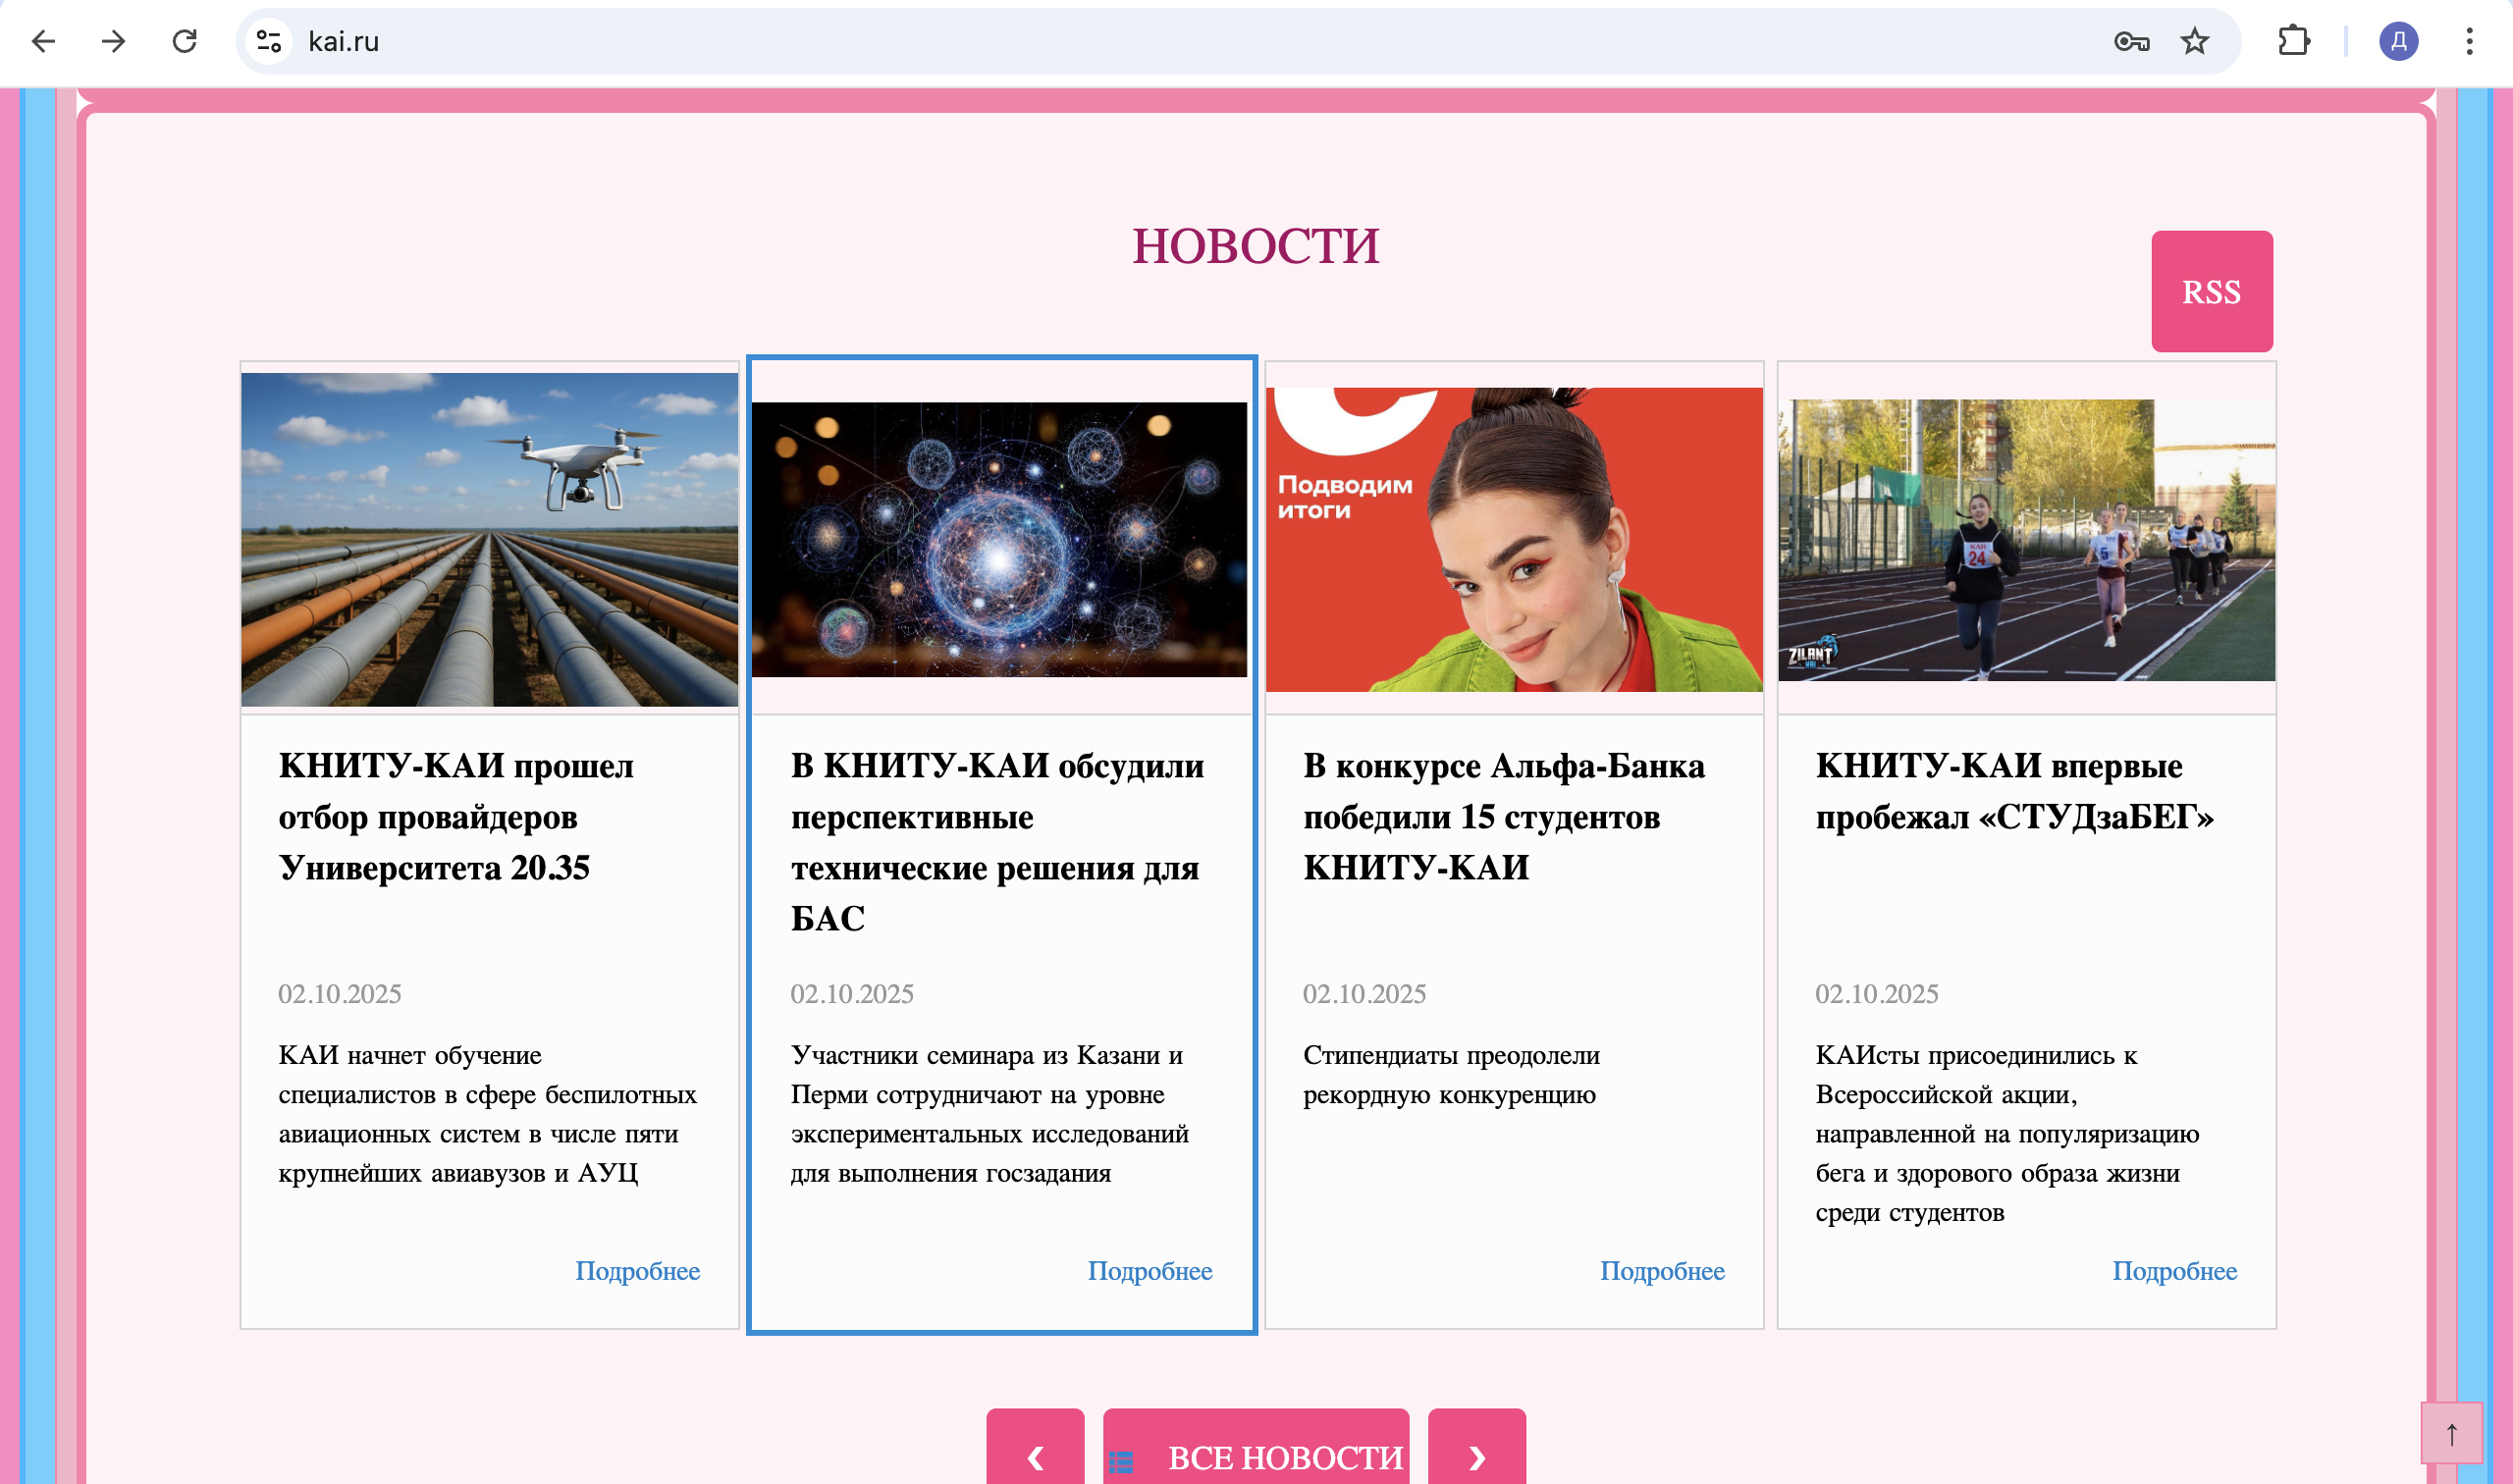 kai.ru
Д
НОВОСТИ
RSS
Подводим
итоги
КАИ
24
5
ZILANT
KAI
КНИТУ-КАИ прошел
отбор провайдеров
Университета 20.35
02.10.2025
КАИ начнет обучение
специалистов в сфере беспилотных
авиационных систем в числе пяти
крупнейших авиавузов и АУЦ
Подробнее
В КНИТУ-КАИ обсудили
перспективные
технические решения для
БАС
02.10.2025
Участники семинара из Казани и
Перми сотрудничают на уровне
экспериментальных исследований
для выполнения госзадания
Подробнее
В конкурсе Альфа-Банка
победили 15 студентов
КНИТУ-КАИ
02.10.2025
Стипендиаты преодолели
рекордную конкуренцию
Подробнее
КНИТУ-КАИ впервые
пробежал «СТУДзаБЕГ»
02.10.2025
КАИсты присоединились к
Всероссийской акции,
направленной на популяризацию
бега и здорового образа жизни
среди студентов
Подробнее
ВСЕ НОВОСТИ